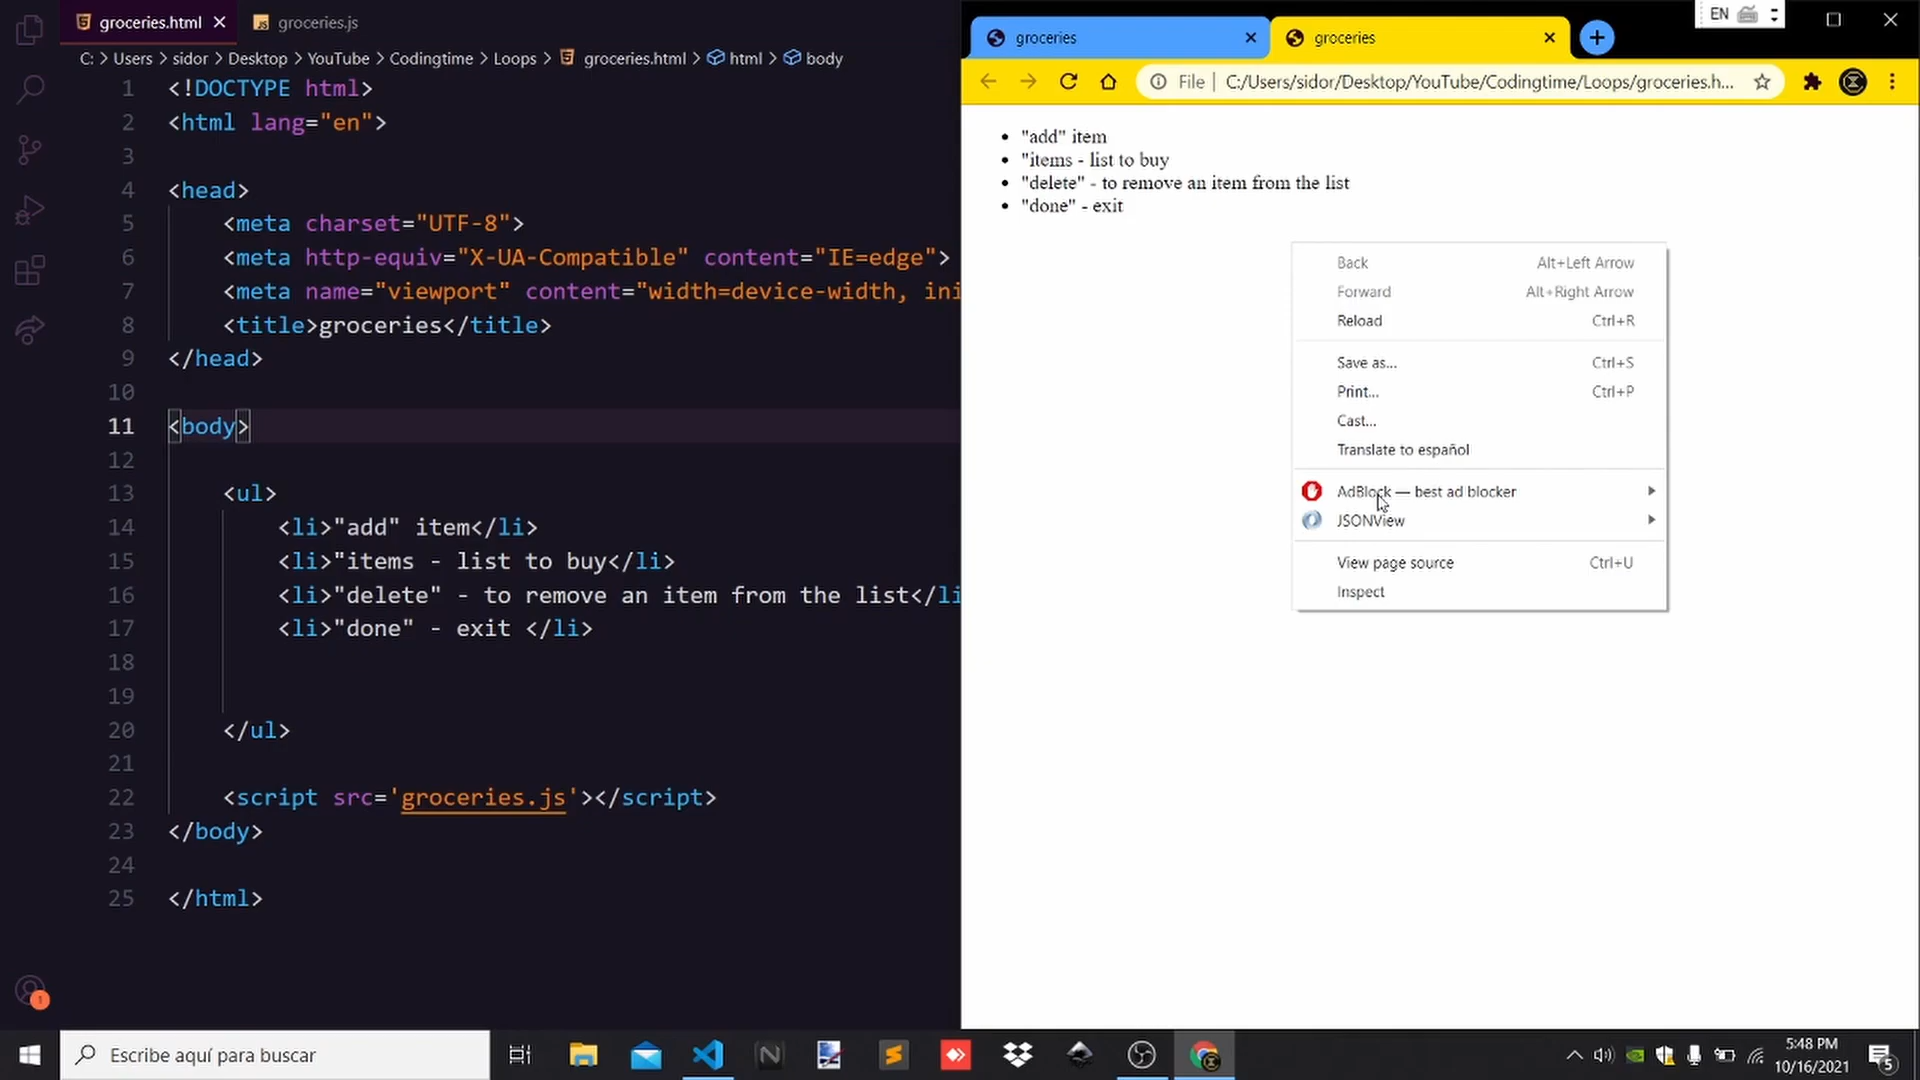 groceries.html
groceries.js
C: > Users > sidor > Desktop > YouTube > Codingtime > Loops > groceries.html > html > body
1 <!DOCTYPE html>
2 <html lang="en">
3
4 <head>
5 <meta charset="UTF-8">
6 <meta http-equiv="X-UA-Compatible" content="IE=edge">
7 <meta name="viewport" content="width=device-width, ini
8 <title>groceries</title>
9 </head>
10
11 <body>
12
13 <ul>
14 <li>"add" item</li>
15 <li>"items - list to buy</li>
16 <li>"delete" - to remove an item from the list</li
17 <li>"done" - exit </li>
18
19
20 </ul>
21
22 <script src='groceries.js'></script>
23 </body>
24
25 </html>
1
groceries
groceries
EN
File | C:/Users/sidor/Desktop/YouTube/Codingtime/Loops/groceries.h...
• "add" item
• "items - list to buy
• "delete" - to remove an item from the list
• "done" - exit
Back Alt+Left Arrow
Forward Alt+Right Arrow
Reload Ctrl+R
Save as... Ctrl+S
Print... Ctrl+P
Cast...
Translate to español
AdBlock — best ad blocker
JSONView
View page source Ctrl+U
Inspect
Escribe aquí para buscar
5:48 PM
10/16/2021
5